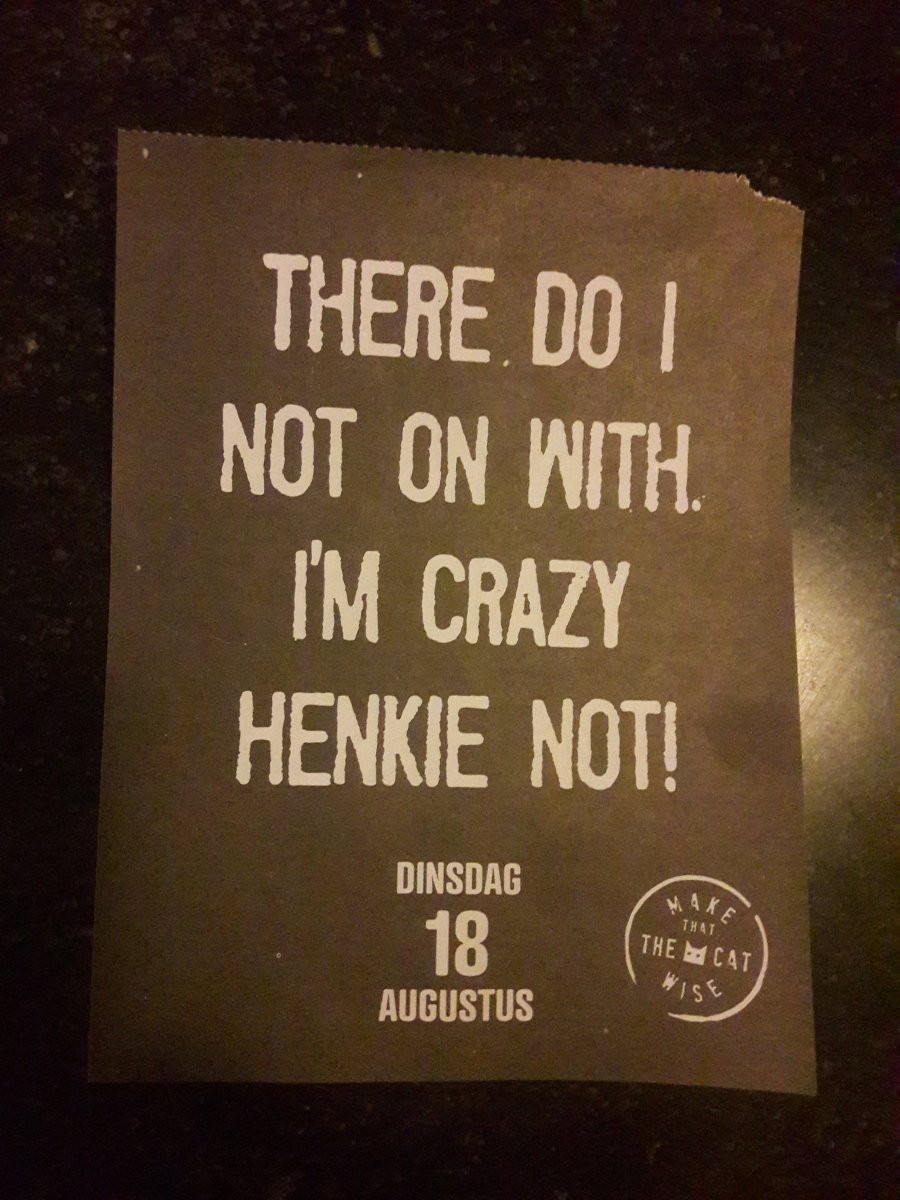 THERE DO I
NOT ON WITH.
I'M CRAZY
HENKIE NOT!
DINSDAG
18
AUGUSTUS
MAKE
THAT
THE CAT
WISE